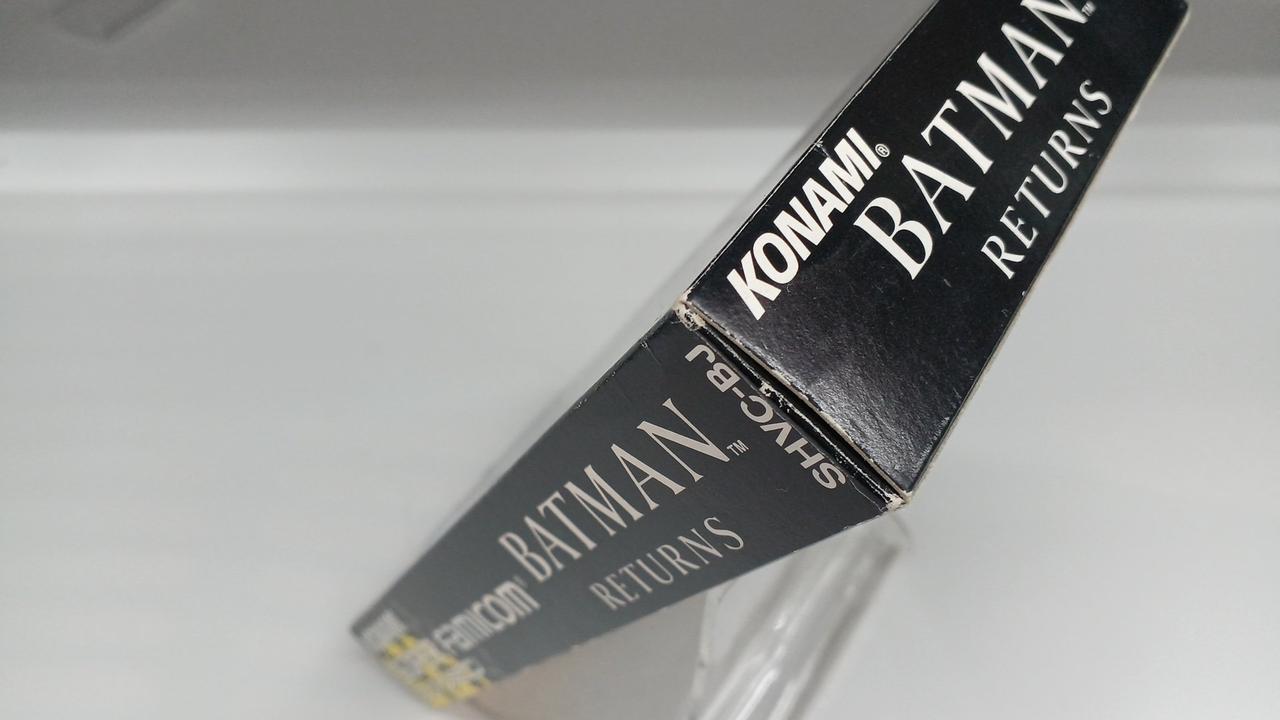 KONAMI®
BATMAN™
RETURNS
SHVC-BJ
BATMAN™
RETURNS
FAMICOM